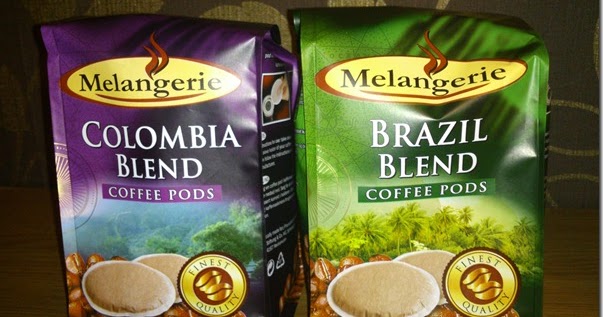 Melangerie
COLOMBIA
BLEND
COFFEE PODS
FINEST
QUALITY
Melangerie
BRAZIL
BLEND
COFFEE PODS
FINEST
QUALITY